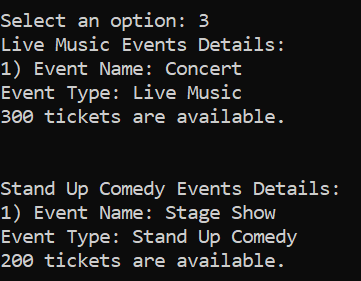 Select an option: 3
Live Music Events Details:
1) Event Name: Concert
Event Type: Live Music
300 tickets are available.
Stand Up Comedy Events Details:
1) Event Name: Stage Show
Event Type: Stand Up Comedy
200 tickets are available.